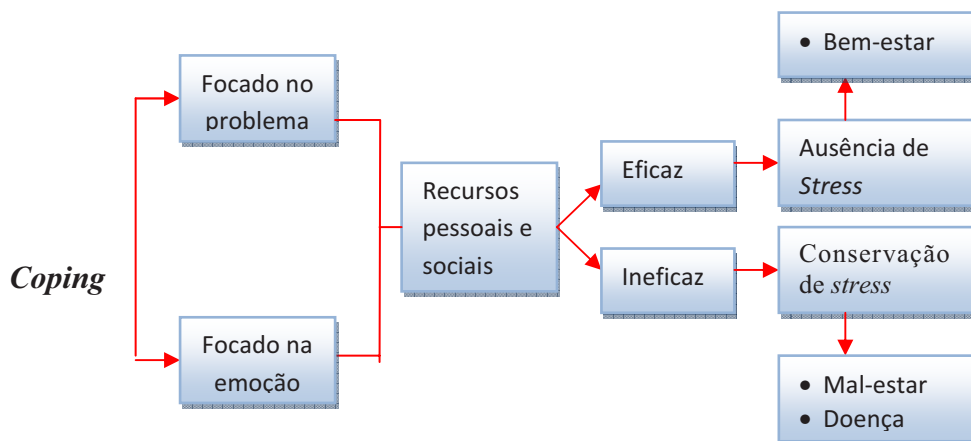 Coping
Focado no
problema
Focado na
emoção
Recursos
pessoais e
sociais
Eficaz
Ineficaz
Ausência de
Stress
• Bem-estar
Conservação
de stress
• Mal-estar
• Doença